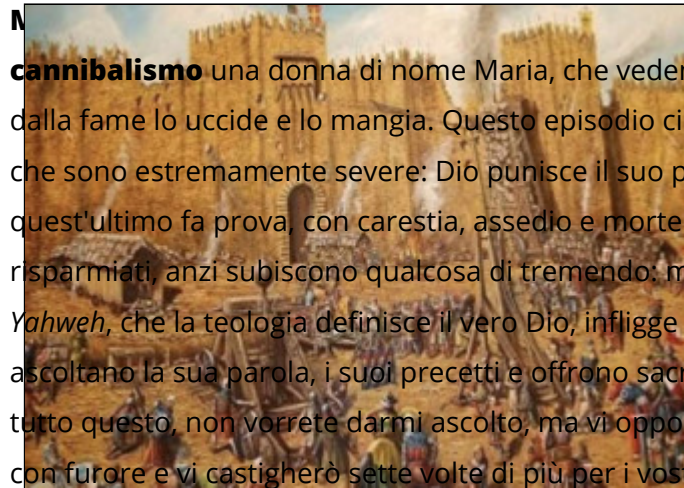 cannibalismo una donna di nome Maria, che veder
dalla fame lo uccide e lo mangia. Questo episodio ci
che sono estremamente severe: Dio punisce il suo p
quest'ultimo fa prova, con carestia, assedio e morte
risparmiati, anzi subiscono qualcosa di tremendo: m
Yahweh, che la teologia definisce il vero Dio, infligge
ascoltano la sua parola, i suoi precetti e offrono sacr
tutto questo, non vorrete darmi ascolto, ma vi oppo
con furore e vi castigherò sette volte di più per i vost